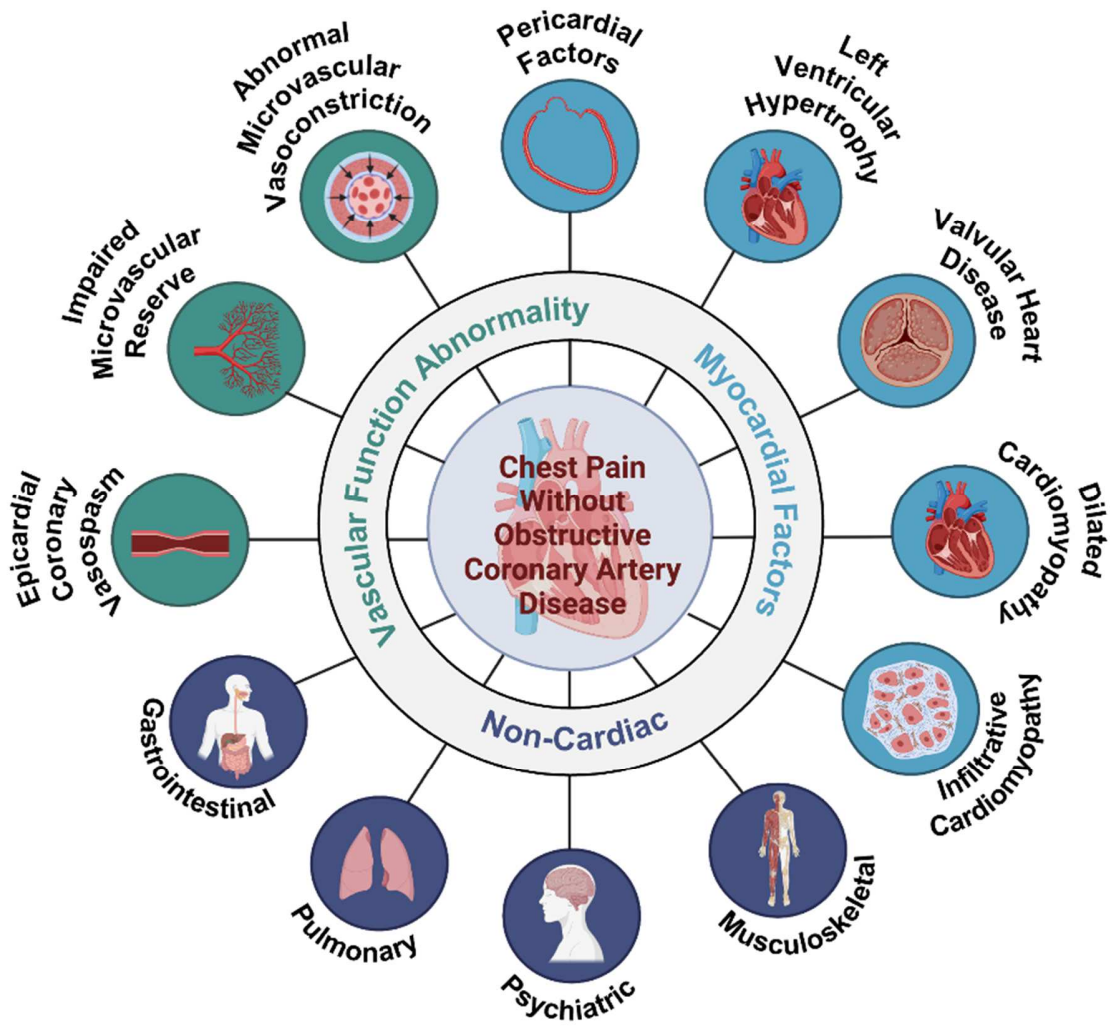 Chest Pain
Without
Obstructive
Coronary Artery
Disease
Vascular Function Abnormality
Myocardial Factors
Non-Cardiac
Pericardial
Factors
Left
Ventricular
Hypertrophy
Valvular Heart
Disease
Dilated
Cardiomyopathy
Infiltrative
Cardiomyopathy
Musculoskeletal
Psychiatric
Pulmonary
Gastrointestinal
Epicardial
Coronary
Vasospasm
Impaired
Microvascular
Reserve
Abnormal
Microvascular
Vasoconstriction